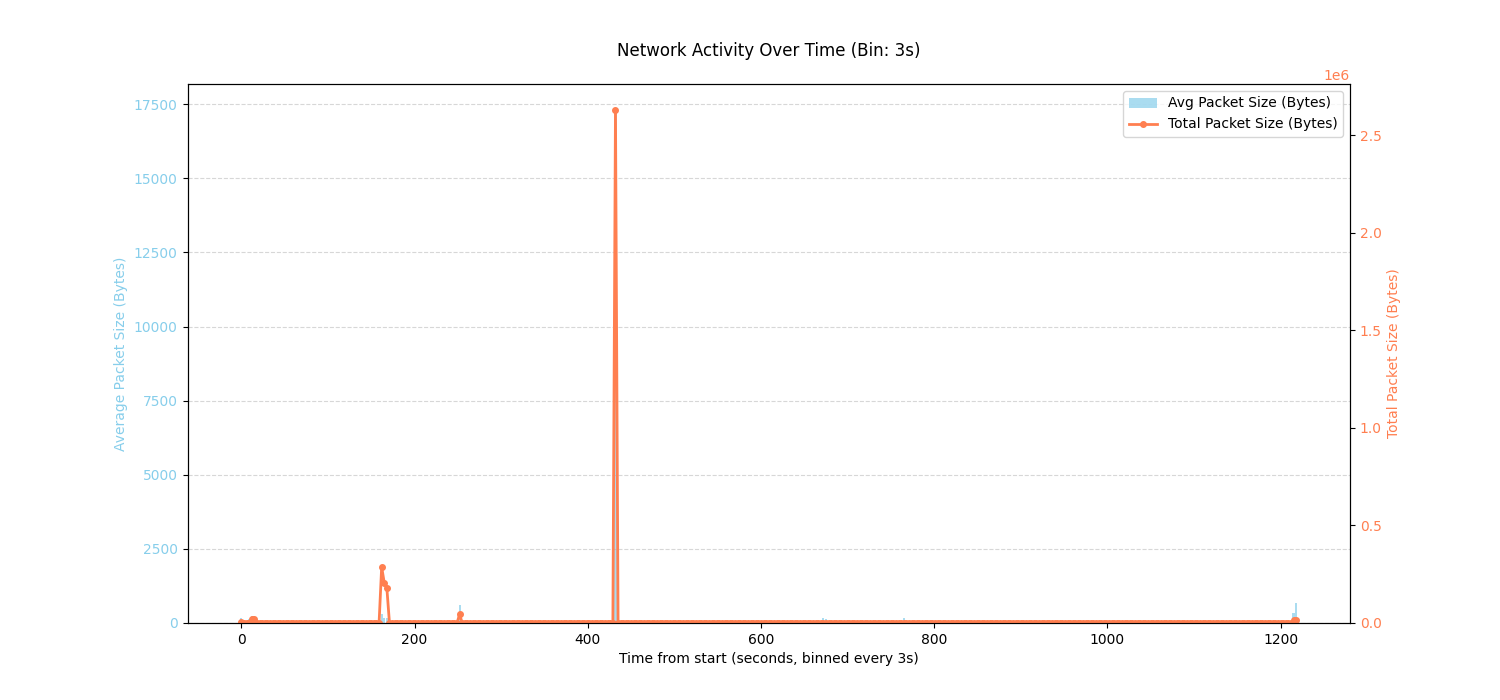 Network Activity Over Time (Bin: 3s)
1e6
Avg Packet Size (Bytes)
Total Packet Size (Bytes)
Average Packet Size (Bytes)
17500
15000
12500
10000
7500
5000
2500
0
2.5
2.0
1.5
1.0
0.5
0.0
Total Packet Size (Bytes)
0 200 400 600 800 1000 1200
Time from start (seconds, binned every 3s)